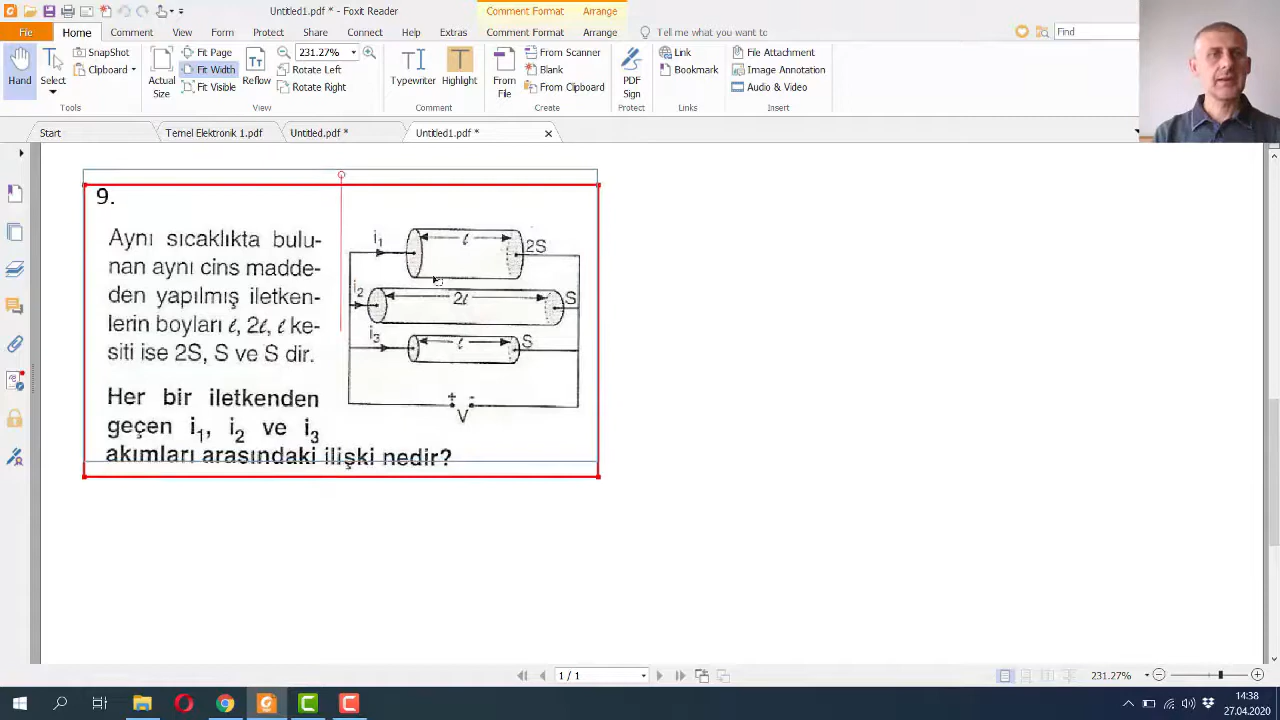 Untitled1.pdf * - Foxit Reader
Comment Format
Arrange
File
Home
Comment
View
Form
Protect
Share
Connect
Help
Extras
Comment Format
Arrange
Tell me what you want to do...
Find
Hand
Select
SnapShot
Clipboard
Tools
Actual Size
Fit Page
Fit Width
Fit Visible
Reflow
231.27%
Rotate Left
Rotate Right
View
Typewriter
Highlight
Comment
From File
From Scanner
Blank
From Clipboard
Create
PDF Sign
Protect
Link
Bookmark
Links
File Attachment
Image Annotation
Audio & Video
Insert
Start
Temel Elektronik 1.pdf
Untitled.pdf *
Untitled1.pdf *
9.
Aynı sıcaklıkta bulu-
nan aynı cins madde-
den yapılmış iletken-
lerin boyları ℓ, 2ℓ, ℓ ke-
siti ise 2S, S ve S dir.
Her bir iletkenden
geçen i1, i2 ve i3
akımları arasındaki ilişki nedir?
i1
ℓ
2S
i2
2ℓ
S
i3
ℓ
S
+ -
V
1 / 1
231.27%
14:38
27.04.2020